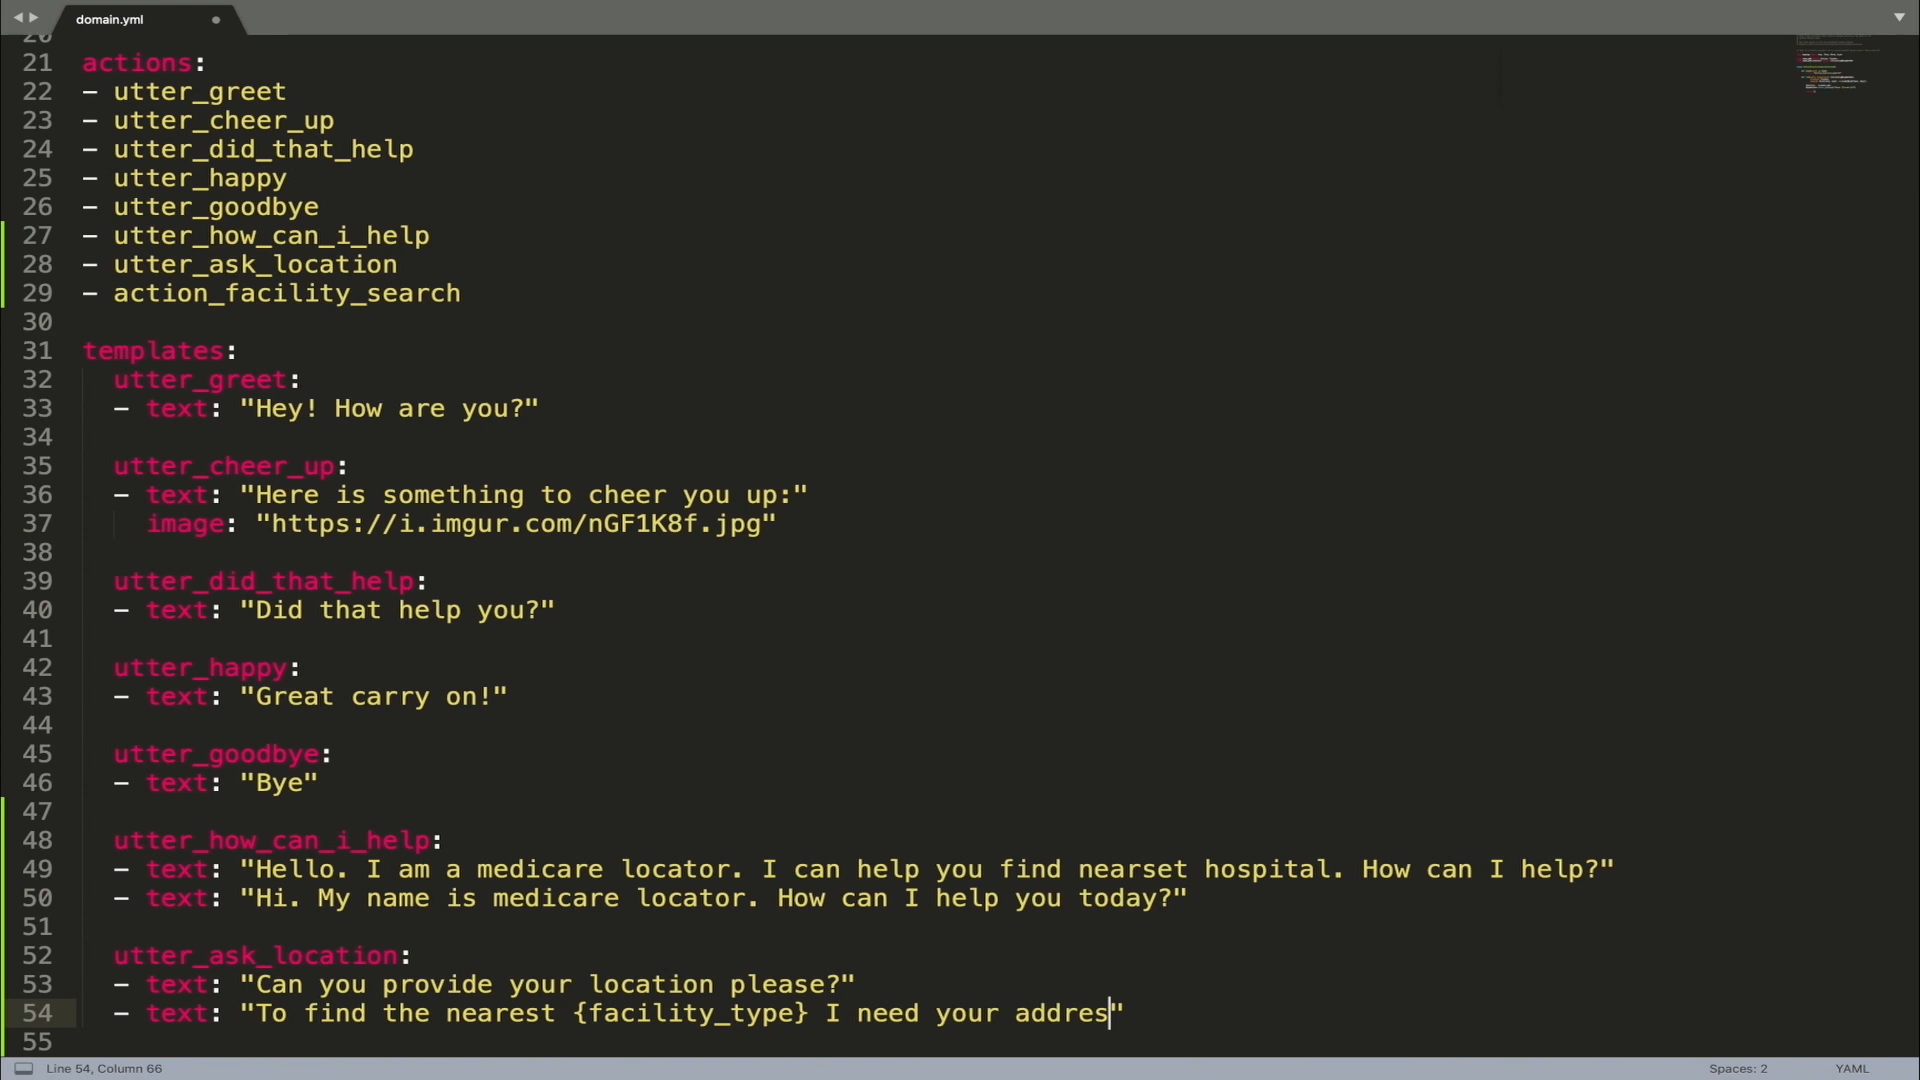 domain.yml
20
21 actions:
22 - utter_greet
23 - utter_cheer_up
24 - utter_did_that_help
25 - utter_happy
26 - utter_goodbye
27 - utter_how_can_i_help
28 - utter_ask_location
29 - action_facility_search
30
31 templates:
32 utter_greet:
33 - text: "Hey! How are you?"
34
35 utter_cheer_up:
36 - text: "Here is something to cheer you up:"
37 image: "https://i.imgur.com/nGF1K8f.jpg"
38
39 utter_did_that_help:
40 - text: "Did that help you?"
41
42 utter_happy:
43 - text: "Great carry on!"
44
45 utter_goodbye:
46 - text: "Bye"
47
48 utter_how_can_i_help:
49 - text: "Hello. I am a medicare locator. I can help you find nearset hospital. How can I help?"
50 - text: "Hi. My name is medicare locator. How can I help you today?"
51
52 utter_ask_location:
53 - text: "Can you provide your location please?"
54 - text: "To find the nearest {facility_type} I need your addres"
55
Line 54, Column 66 Spaces: 2 YAML